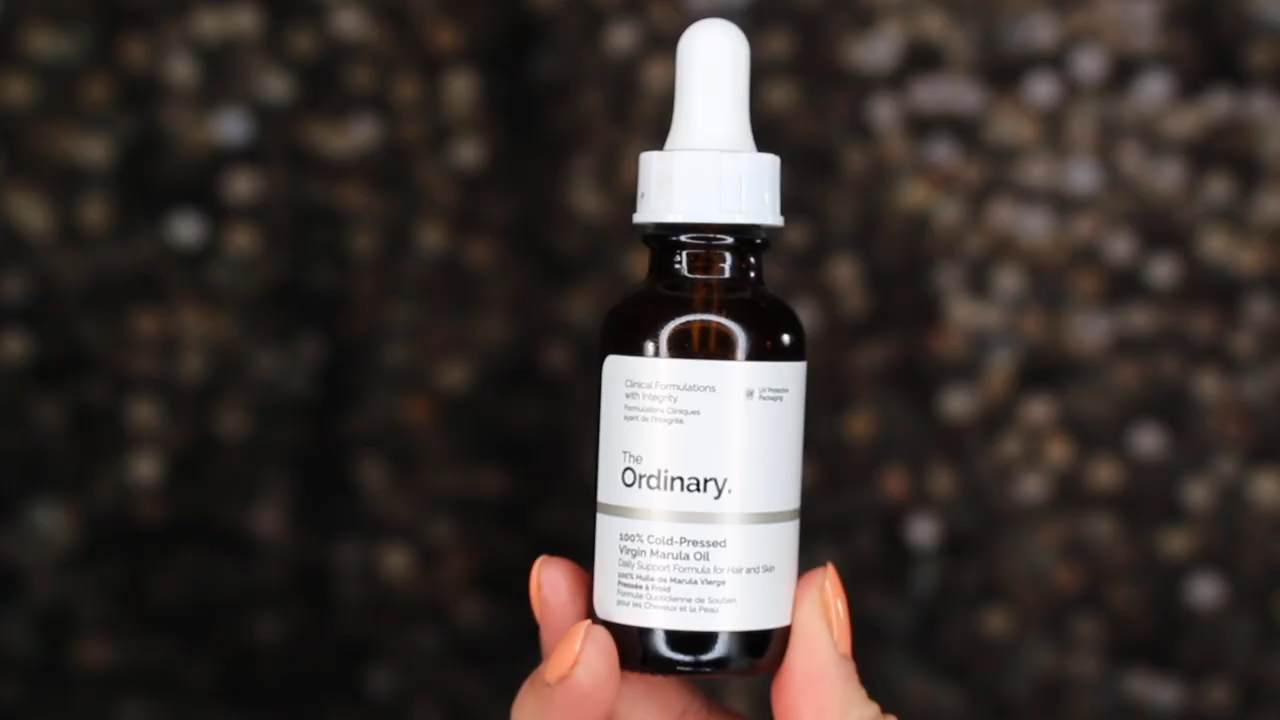 Clinical Formulations
with Integrity.
Formulations Cliniques
ayant de l'Integrité.
UV Protective
Packaging
The
Ordinary.
100% Cold-Pressed
Virgin Marula Oil
Daily Support Formula for Hair and Skin
100% Huile de Marula Vierge
Pressée à Froid
Formule Quotidienne de Soutien
pour les Cheveux et la Peau